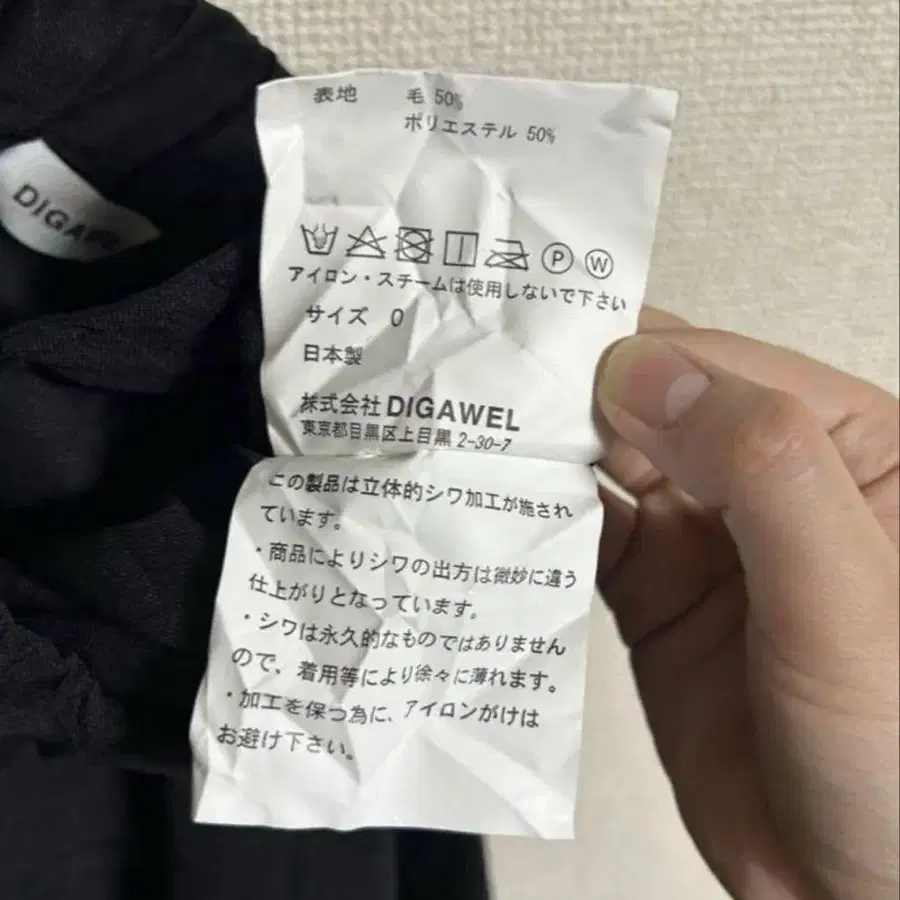 DIGAWEL
表地 毛 50%
ポリエステル 50%
P W
アイロン・スチームは使用しないで下さい
サイズ 0
日本製
株式会社 DIGAWEL
東京都目黒区上目黒 2-30-7
この製品は立体的シワ加工が施され
ています。
・商品によりシワの出方は微妙に違う
仕上がりとなっています。
・シワは永久的なものではありません
ので、着用等により徐々に薄れます。
・加工を保つ為に、アイロンがけは
お避け下さい。